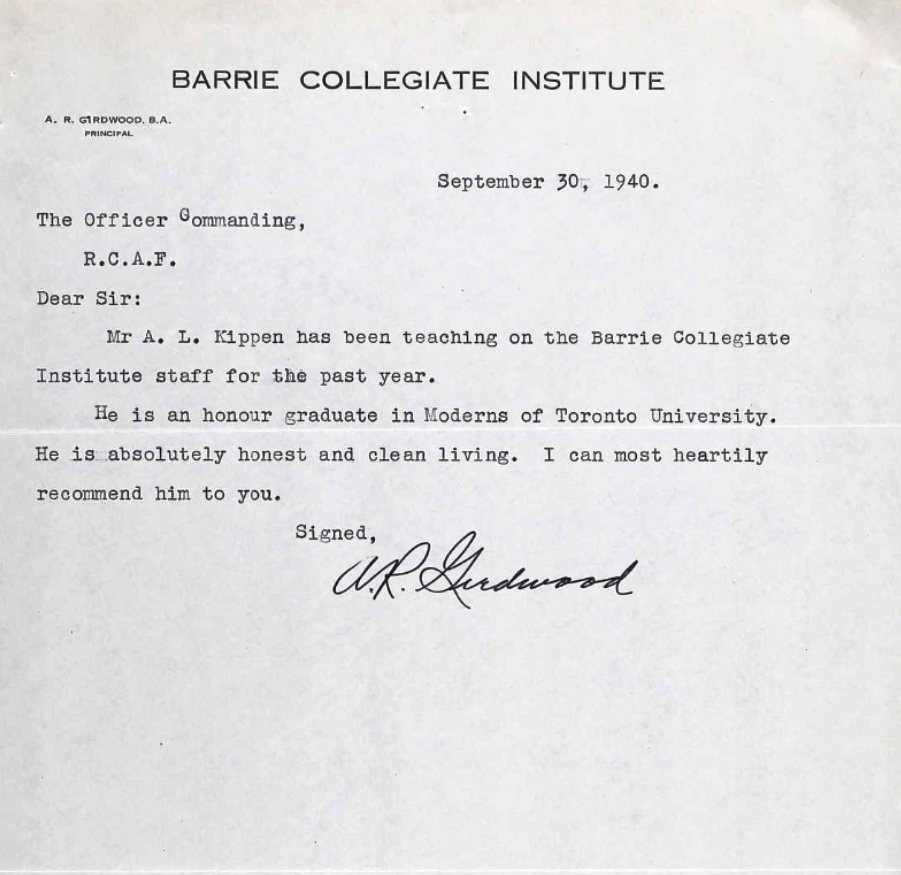 BARRIE COLLEGIATE INSTITUTE
A. R. GIRDWOOD, B.A.
PRINCIPAL
September 30, 1940.
The Officer Commanding,
R.C.A.F.
Dear Sir:
Mr A. L. Kippen has been teaching on the Barrie Collegiate
Institute staff for the past year.
He is an honour graduate in Moderns of Toronto University.
He is absolutely honest and clean living. I can most heartily
recommend him to you.
Signed,
A.R. Girdwood